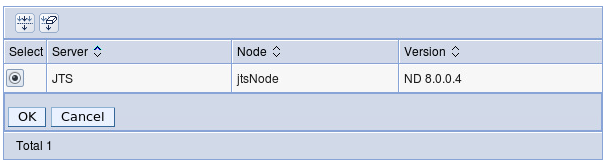 Select Server Node Version
JTS jtsNode ND 8.0.0.4
OK Cancel
Total 1